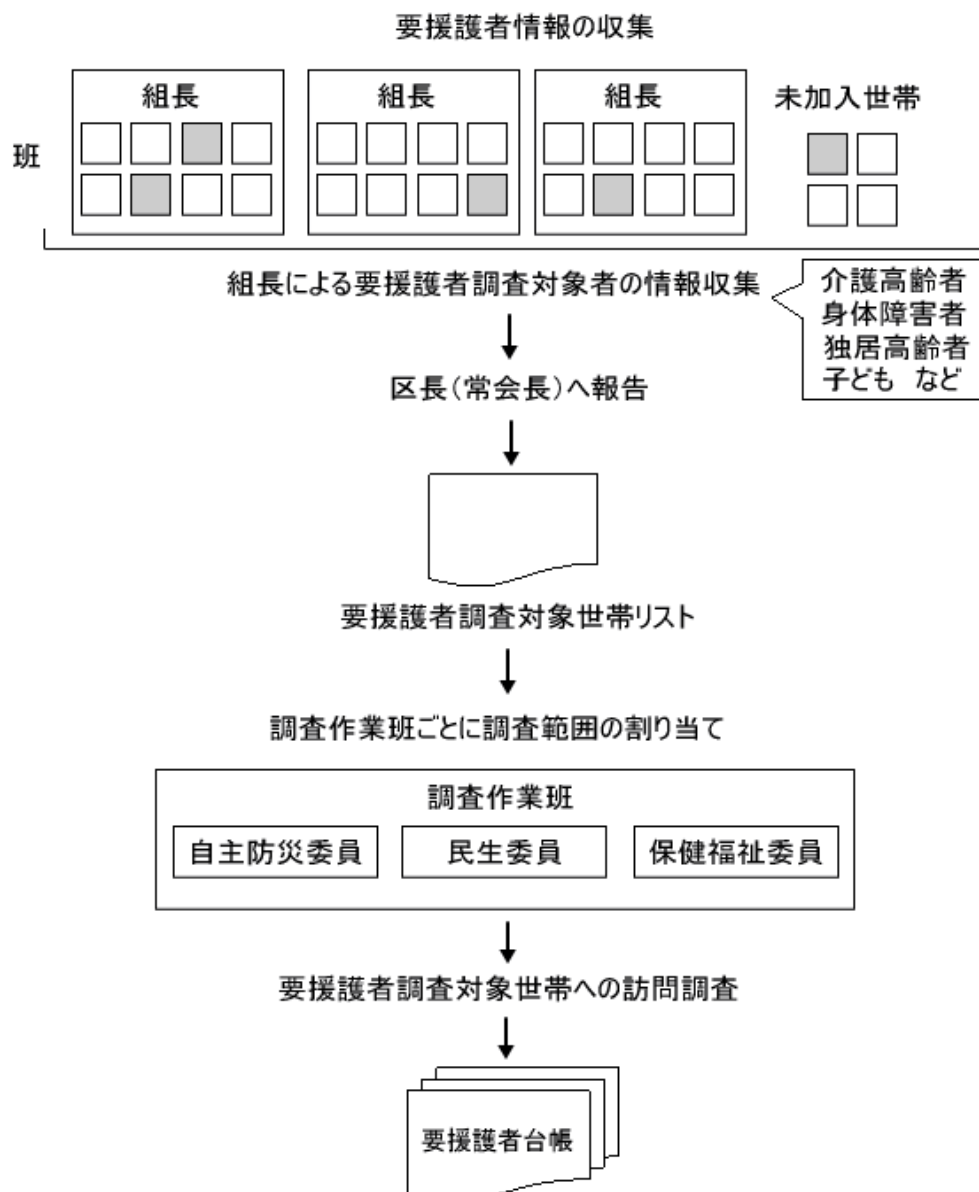 要援護者情報の収集
組長
組長
組長
未加入世帯
班
組長による要援護者調査対象者の情報収集
介護高齢者
身体障害者
独居高齢者
子ども など
区長(常会長)へ報告
要援護者調査対象世帯リスト
調査作業班ごとに調査範囲の割り当て
調査作業班
自主防災委員
民生委員
保健福祉委員
要援護者調査対象世帯への訪問調査
要援護者台帳